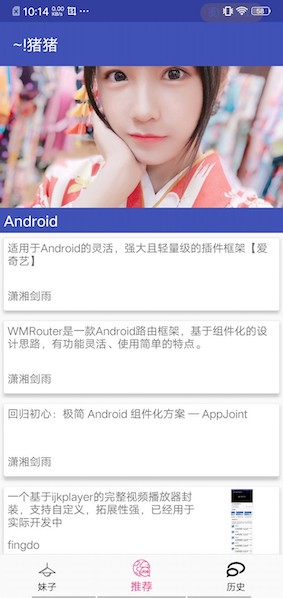 10:14 0.00 KB/s 58
~!猪猪
Android
适用于Android的灵活，强大且轻量级的插件框架【爱
奇艺】
潇湘剑雨
WMRouter是一款Android路由框架，基于组件化的设
计思路，有功能灵活、使用简单的特点。
潇湘剑雨
回归初心：极简 Android 组件化方案 — AppJoint
潇湘剑雨
一个基于ijkplayer的完整视频播放器封
装，支持自定义，拓展性强，已经用于
实际开发中
fingdo
妹子 推荐 历史